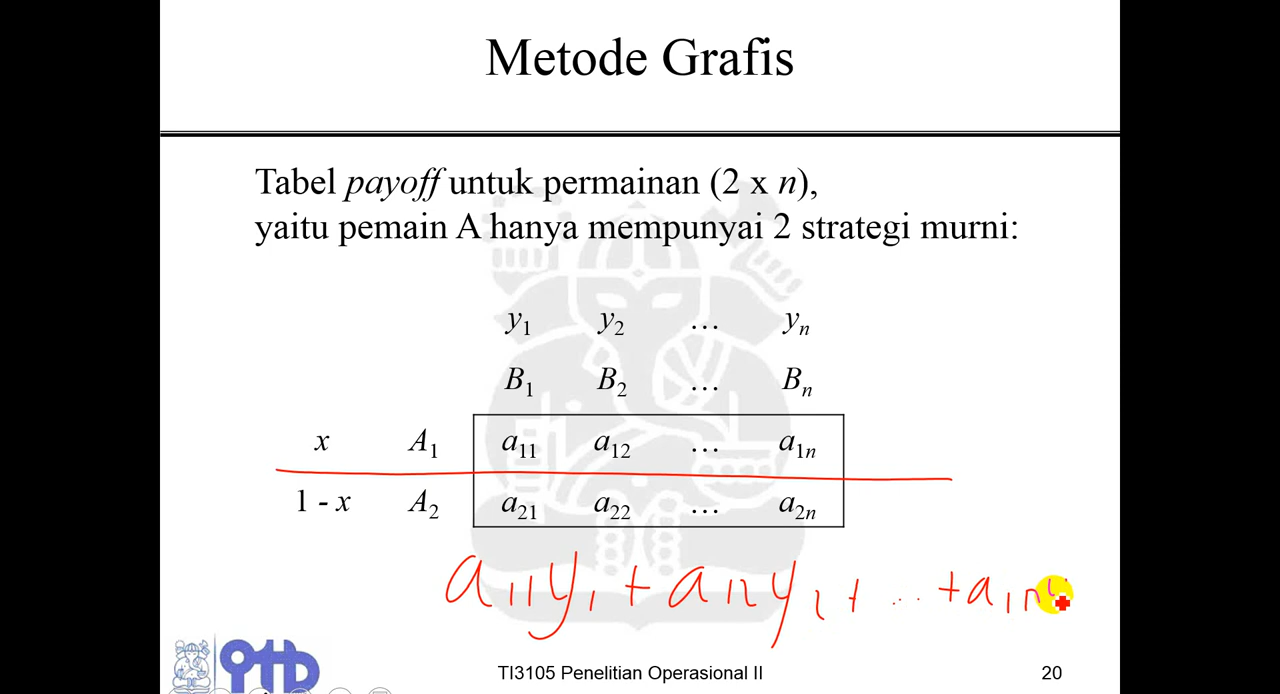 Metode Grafis
Tabel payoff untuk permainan (2 x n),
yaitu pemain A hanya mempunyai 2 strategi murni:
y1 y2 … yn
B1 B2 … Bn
x A1 a11 a12 … a1n
1 - x A2 a21 a22 … a2n
a11y1 + a12y2 + ... + a1n
TI3105 Penelitian Operasional II
20